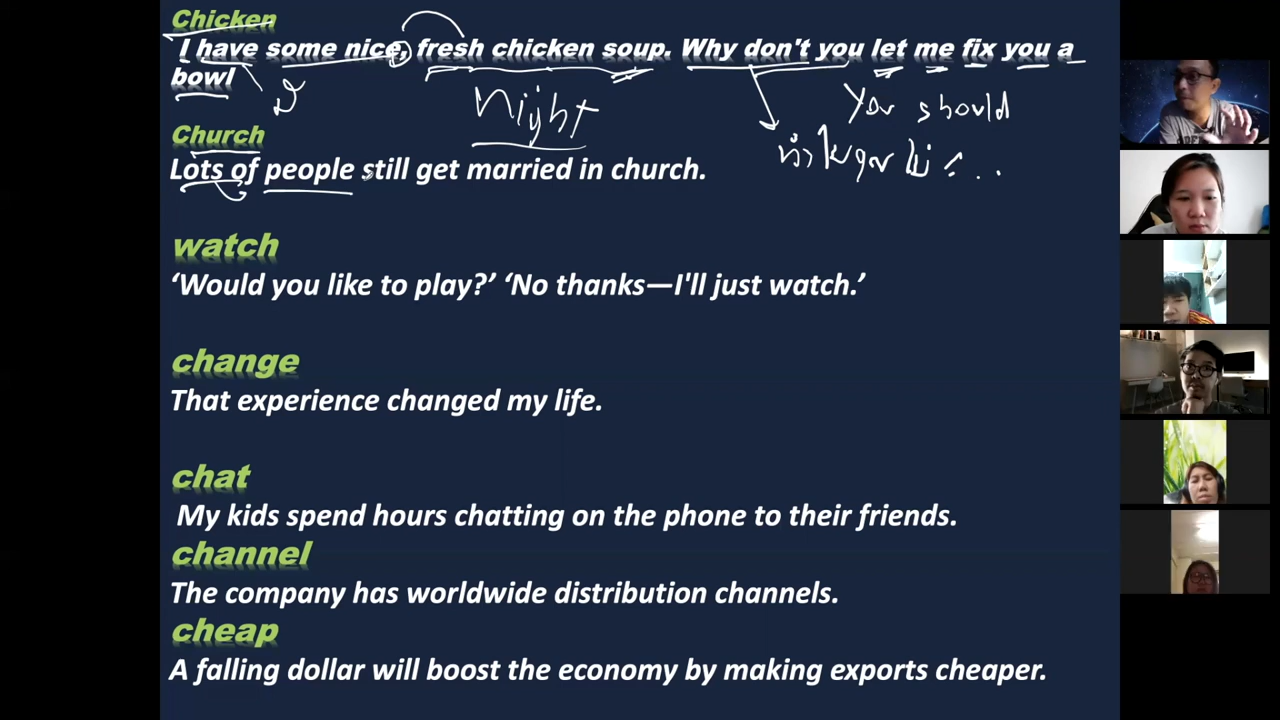 Chicken
I have some nice, fresh chicken soup. Why don't you let me fix you a
bowl
night
You should
Church
Lots of people still get married in church.
watch
‘Would you like to play?’ ‘No thanks—I'll just watch.’
change
That experience changed my life.
chat
My kids spend hours chatting on the phone to their friends.
channel
The company has worldwide distribution channels.
cheap
A falling dollar will boost the economy by making exports cheaper.